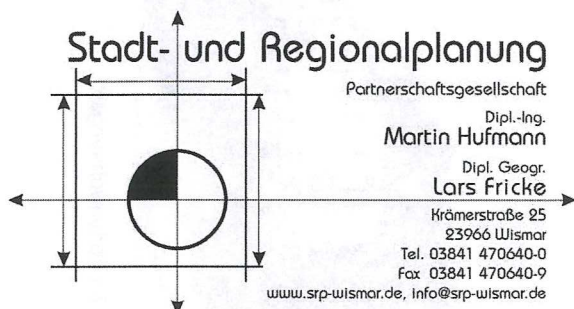 Stadt- und Regionalplanung
Partnerschaftsgesellschaft
Dipl.-Ing.
Martin Hufmann
Dipl. Geogr.
Lars Fricke
Krämerstraße 25
23966 Wismar
Tel. 03841 470640-0
Fax 03841 470640-9
www.srp-wismar.de, info@srp-wismar.de